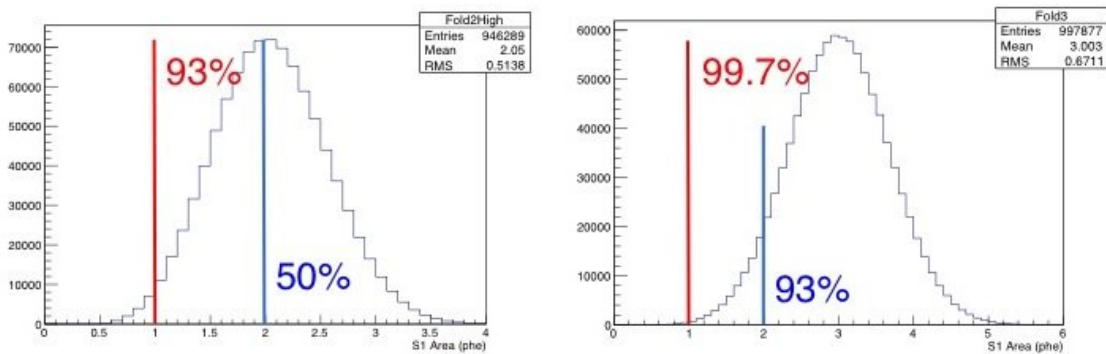 Fold2High
Entries 946289
Mean 2.05
RMS 0.5138
70000
60000
50000
40000
30000
20000
10000
0
93%
50%
0 0.5 1 1.5 2 2.5 3 3.5 4
S1 Area (phe)
Fold3
Entries 997877
Mean 3.003
RMS 0.6711
60000
50000
40000
30000
20000
10000
0
99.7%
93%
0 1 2 3 4 5 6
S1 Area (phe)